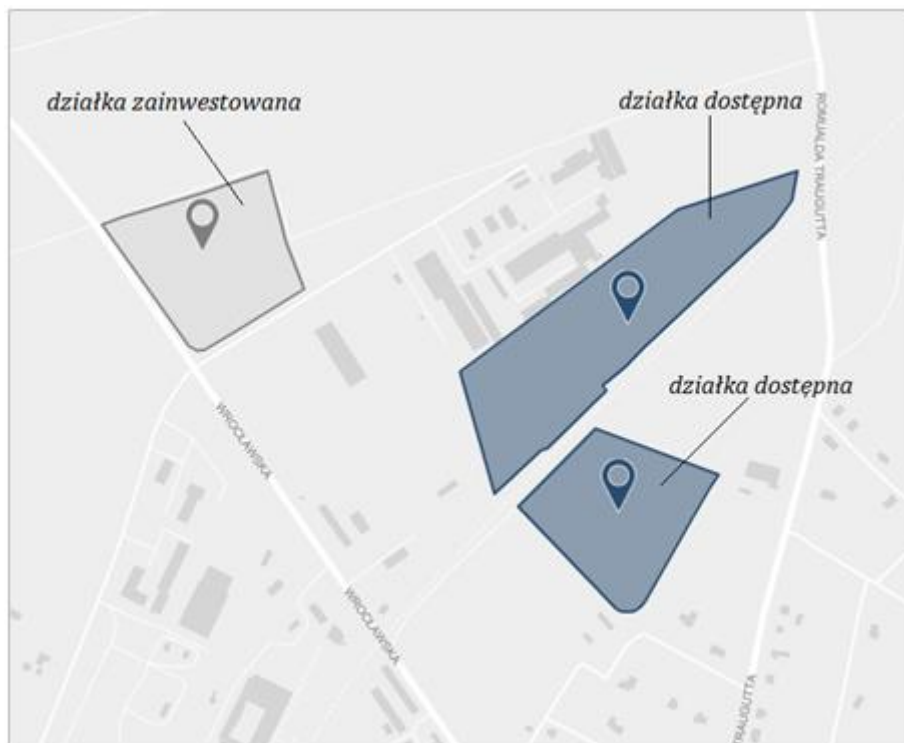 działka zainwestowana
działka dostępna
ROMUALDA TRAUGUTTA
działka dostępna
WROCŁAWSKA
WROCŁAWSKA
TRAUGUTTA